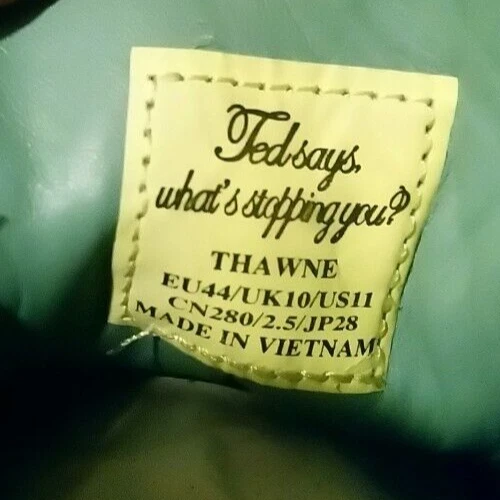 Ted says,
what's stopping you?
THAWNE
EU44/UK10/US11
CN280/2.5/JP28
MADE IN VIETNAM